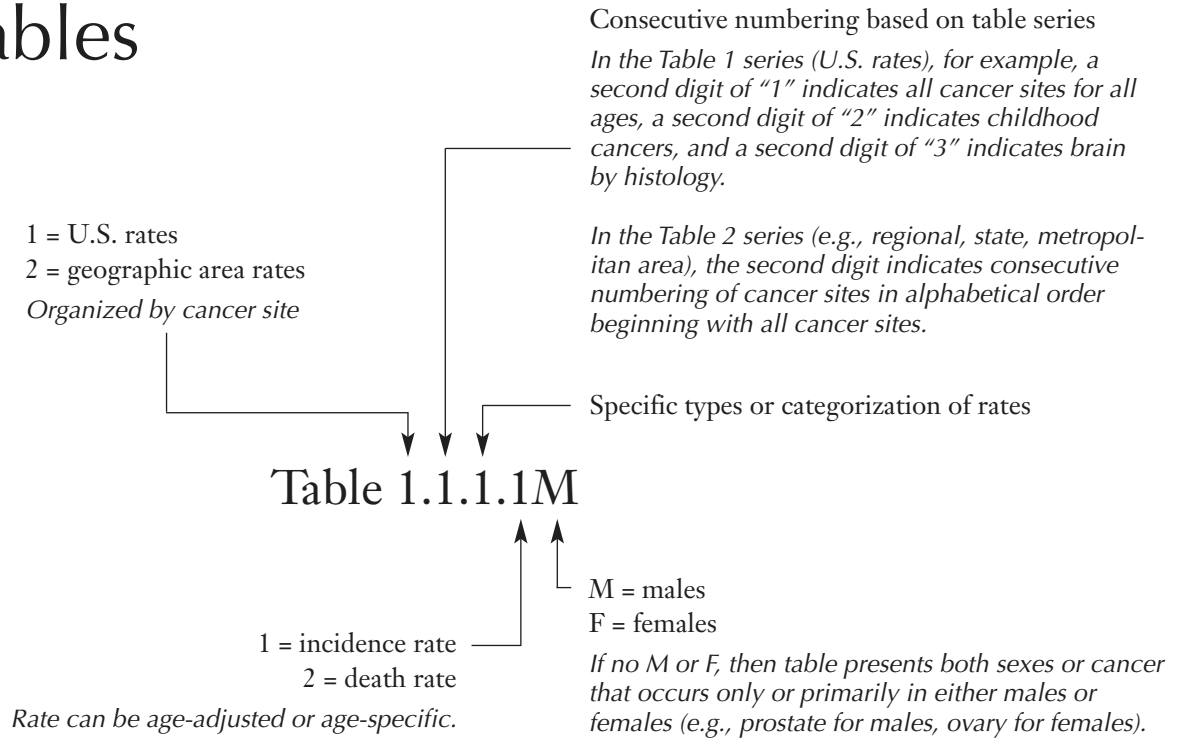 Consecutive numbering based on table series
In the Table 1 series (U.S. rates), for example, a
second digit of “1” indicates all cancer sites for all
ages, a second digit of “2” indicates childhood
cancers, and a second digit of “3” indicates brain
by histology.
In the Table 2 series (e.g., regional, state, metropol-
itan area), the second digit indicates consecutive
numbering of cancer sites in alphabetical order
beginning with all cancer sites.
1 = U.S. rates
2 = geographic area rates
Organized by cancer site
Specific types or categorization of rates
Table 1.1.1.1M
M = males
F = females
If no M or F, then table presents both sexes or cancer
that occurs only or primarily in either males or
females (e.g., prostate for males, ovary for females).
1 = incidence rate
2 = death rate
Rate can be age-adjusted or age-specific.